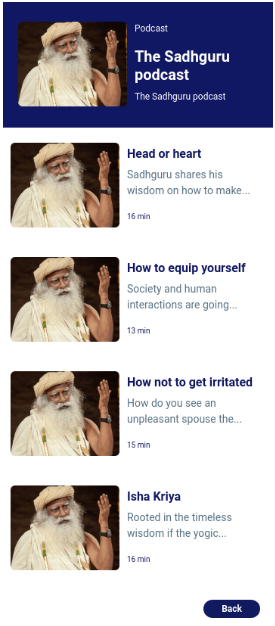 Podcast
The Sadhguru
podcast
The Sadhguru podcast
Head or heart
Sadhguru shares his
wisdom on how to make...
16 min
How to equip yourself
Society and human
interactions are going...
13 min
How not to get irritated
How do you see an
unpleasant spouse the...
15 min
Isha Kriya
Rooted in the timeless
wisdom if the yogic...
16 min
Back